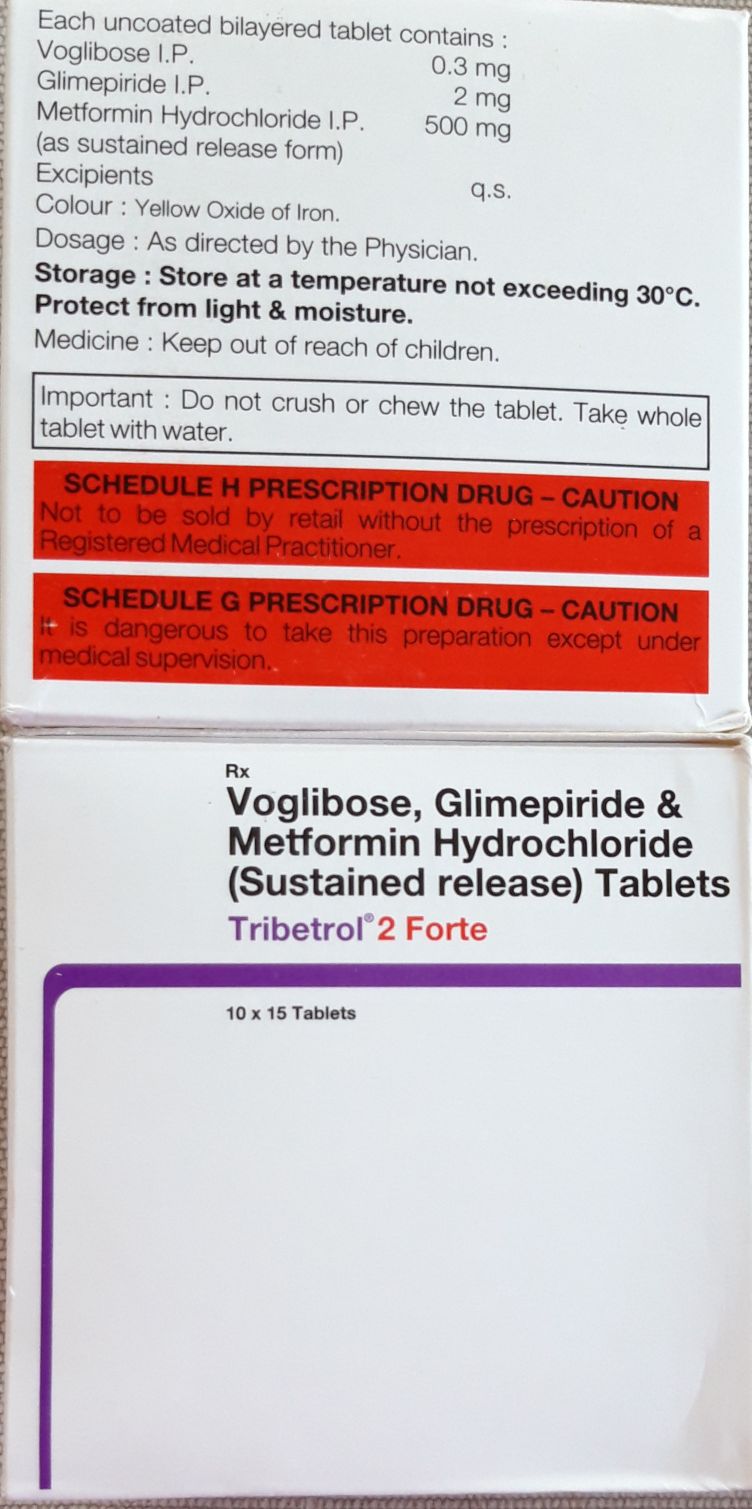 Each uncoated bilayered tablet contains :
Voglibose I.P. 0.3 mg
Glimepiride I.P. 2 mg
Metformin Hydrochloride I.P. 500 mg
(as sustained release form)
Excipients q.s.
Colour : Yellow Oxide of Iron.
Dosage : As directed by the Physician.
Storage : Store at a temperature not exceeding 30°C.
Protect from light & moisture.
Medicine : Keep out of reach of children.
Important : Do not crush or chew the tablet. Take whole
tablet with water.
SCHEDULE H PRESCRIPTION DRUG – CAUTION
Not to be sold by retail without the prescription of a
Registered Medical Practitioner.
SCHEDULE G PRESCRIPTION DRUG – CAUTION
It is dangerous to take this preparation except under
medical supervision.
Rx
Voglibose, Glimepiride &
Metformin Hydrochloride
(Sustained release) Tablets
Tribetrol® 2 Forte
10 x 15 Tablets